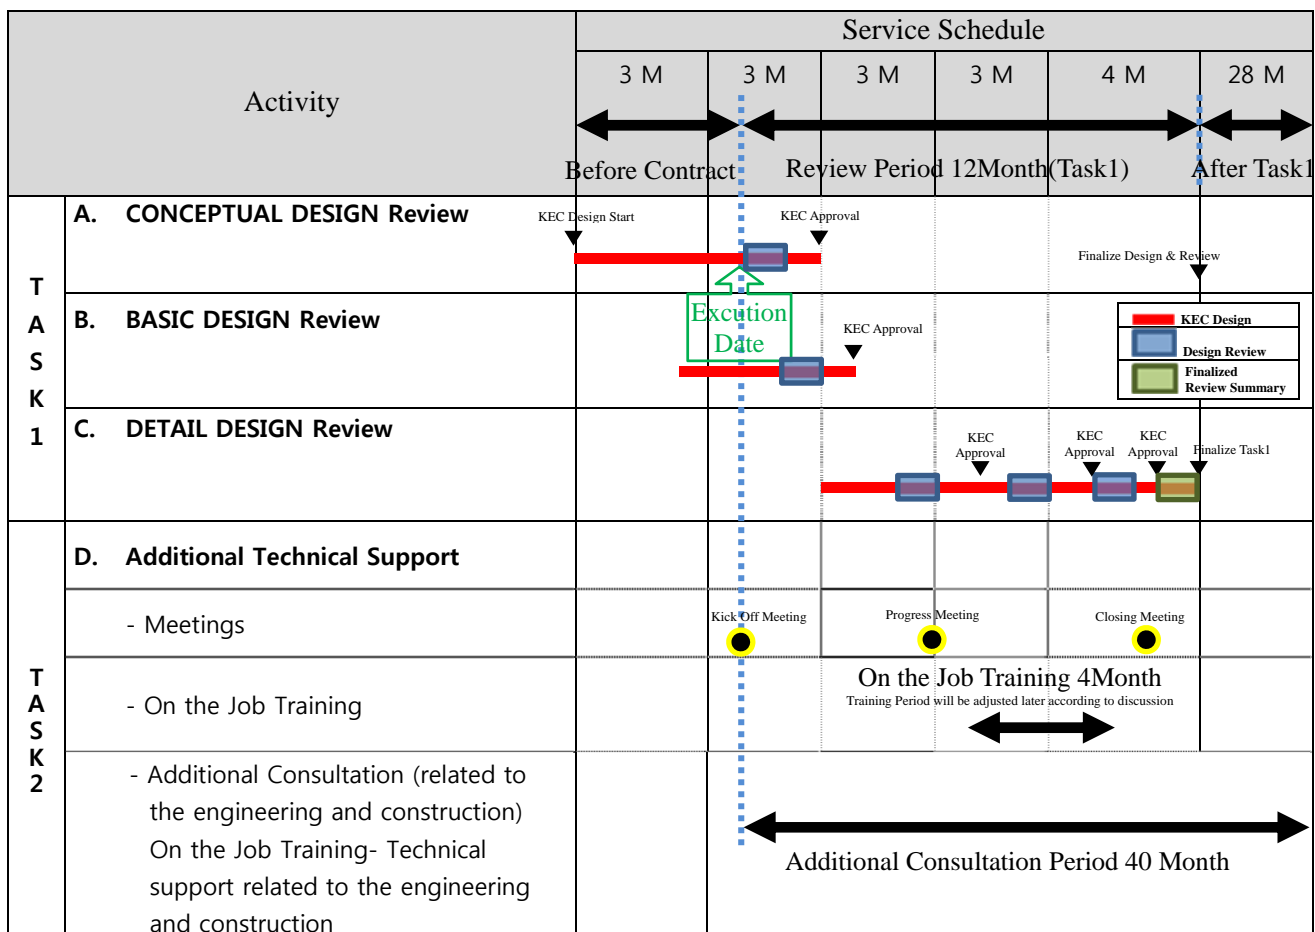 Service Schedule
Activity
3 M 3 M 3 M 3 M 4 M 28 M
Before Contract Review Period 12Month(Task1) After Task1
TASK1
A. CONCEPTUAL DESIGN Review
KEC Design Start
KEC Approval
Finalize Design & Review
Excution
Date
B. BASIC DESIGN Review
KEC Approval
KEC Design
Design Review
Finalized
Review Summary
C. DETAIL DESIGN Review
KEC
Approval
KEC
Approval
KEC
Approval
Finalize Task1
TASK2
D. Additional Technical Support
- Meetings
Kick Off Meeting
Progress Meeting
Closing Meeting
- On the Job Training
On the Job Training 4Month
Training Period will be adjusted later according to discussion
- Additional Consultation (related to
the engineering and construction)
On the Job Training- Technical
support related to the engineering
and construction
Additional Consultation Period 40 Month